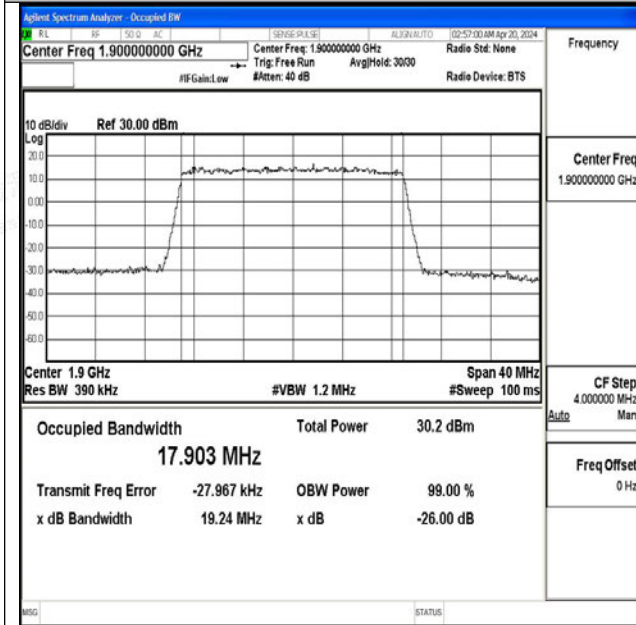 Agilent Spectrum Analyzer - Occupied BW
RL RF 50 Ω AC SENSE:PULSE ALIGNAUTO 02:57:00 AM Apr 20, 2024
Center Freq 1.900000000 GHz
Center Freq: 1.900000000 GHz
Radio Std: None
Trig: Free Run Avg|Hold: 30/30
#IFGain:Low #Atten: 40 dB Radio Device: BTS
Frequency
10 dB/div Ref 30.00 dBm
Log
20.0
10.0
0.00
-10.0
-20.0
-30.0
-40.0
-50.0
-60.0
Center 1.9 GHz Span 40 MHz
Res BW 390 kHz #VBW 1.2 MHz #Sweep 100 ms
Center Freq
1.900000000 GHz
CF Step
4.000000 MHz
Auto Man
Freq Offset
0 Hz
Occupied Bandwidth Total Power 30.2 dBm
17.903 MHz
Transmit Freq Error -27.967 kHz OBW Power 99.00 %
x dB Bandwidth 19.24 MHz x dB -26.00 dB
MSG STATUS